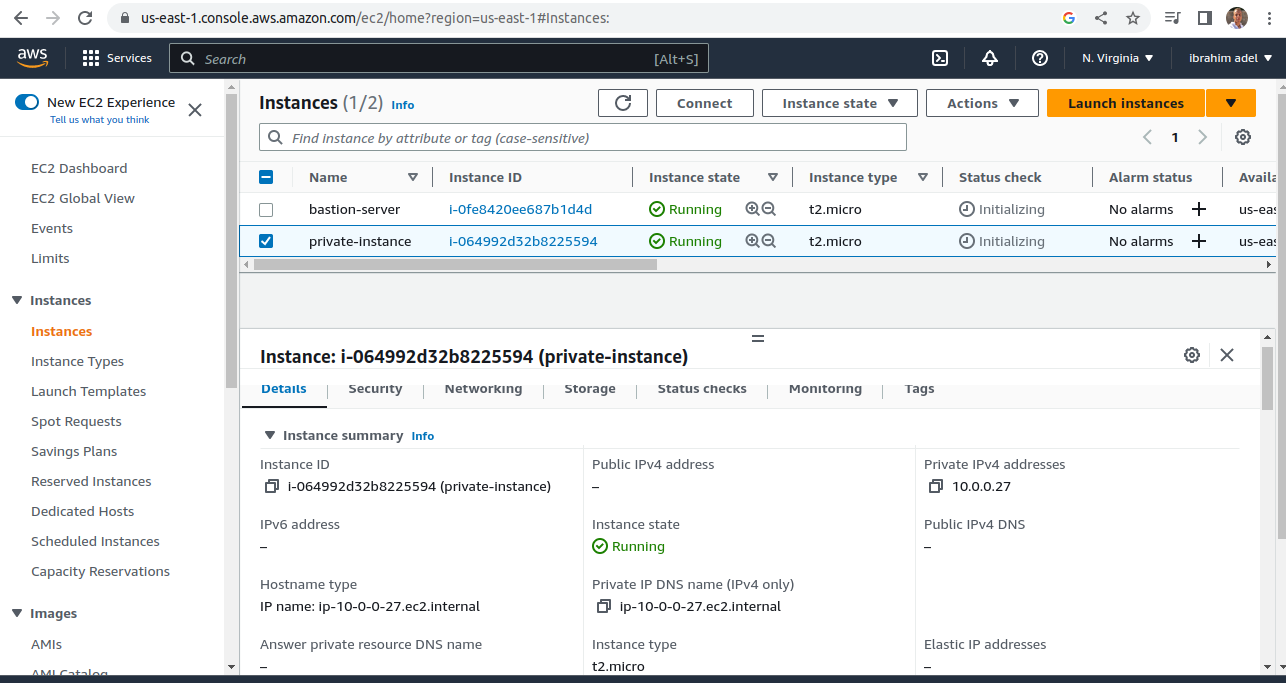 us-east-1.console.aws.amazon.com/ec2/home?region=us-east-1#Instances:
aws
Services
Search
[Alt+S]
N. Virginia
ibrahim adel
New EC2 Experience
Tell us what you think
EC2 Dashboard
EC2 Global View
Events
Limits
Instances
Instances
Instance Types
Launch Templates
Spot Requests
Savings Plans
Reserved Instances
Dedicated Hosts
Scheduled Instances
Capacity Reservations
Images
AMIs
AMI Catalog
Instances (1/2) Info
Connect
Instance state
Actions
Launch instances
Find instance by attribute or tag (case-sensitive)
1
Name Instance ID Instance state Instance type Status check Alarm status Availa
bastion-server i-0fe8420ee687b1d4d Running t2.micro Initializing No alarms us-eas
private-instance i-064992d32b8225594 Running t2.micro Initializing No alarms us-eas
Instance: i-064992d32b8225594 (private-instance)
Details Security Networking Storage Status checks Monitoring Tags
Instance summary Info
Instance ID
i-064992d32b8225594 (private-instance)
Public IPv4 address
–
Private IPv4 addresses
10.0.0.27
IPv6 address
–
Instance state
Running
Public IPv4 DNS
–
Hostname type
IP name: ip-10-0-0-27.ec2.internal
Private IP DNS name (IPv4 only)
ip-10-0-0-27.ec2.internal
Answer private resource DNS name
–
Instance type
t2.micro
Elastic IP addresses
–